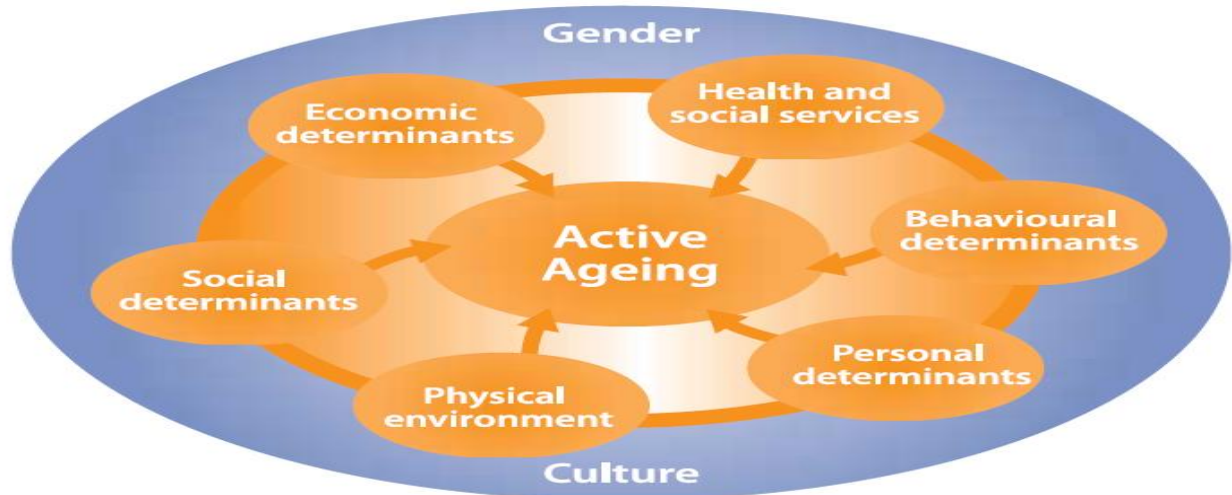 Gender
Economic
determinants
Health and
social services
Active
Ageing
Behavioural
determinants
Social
determinants
Personal
determinants
Physical
environment
Culture